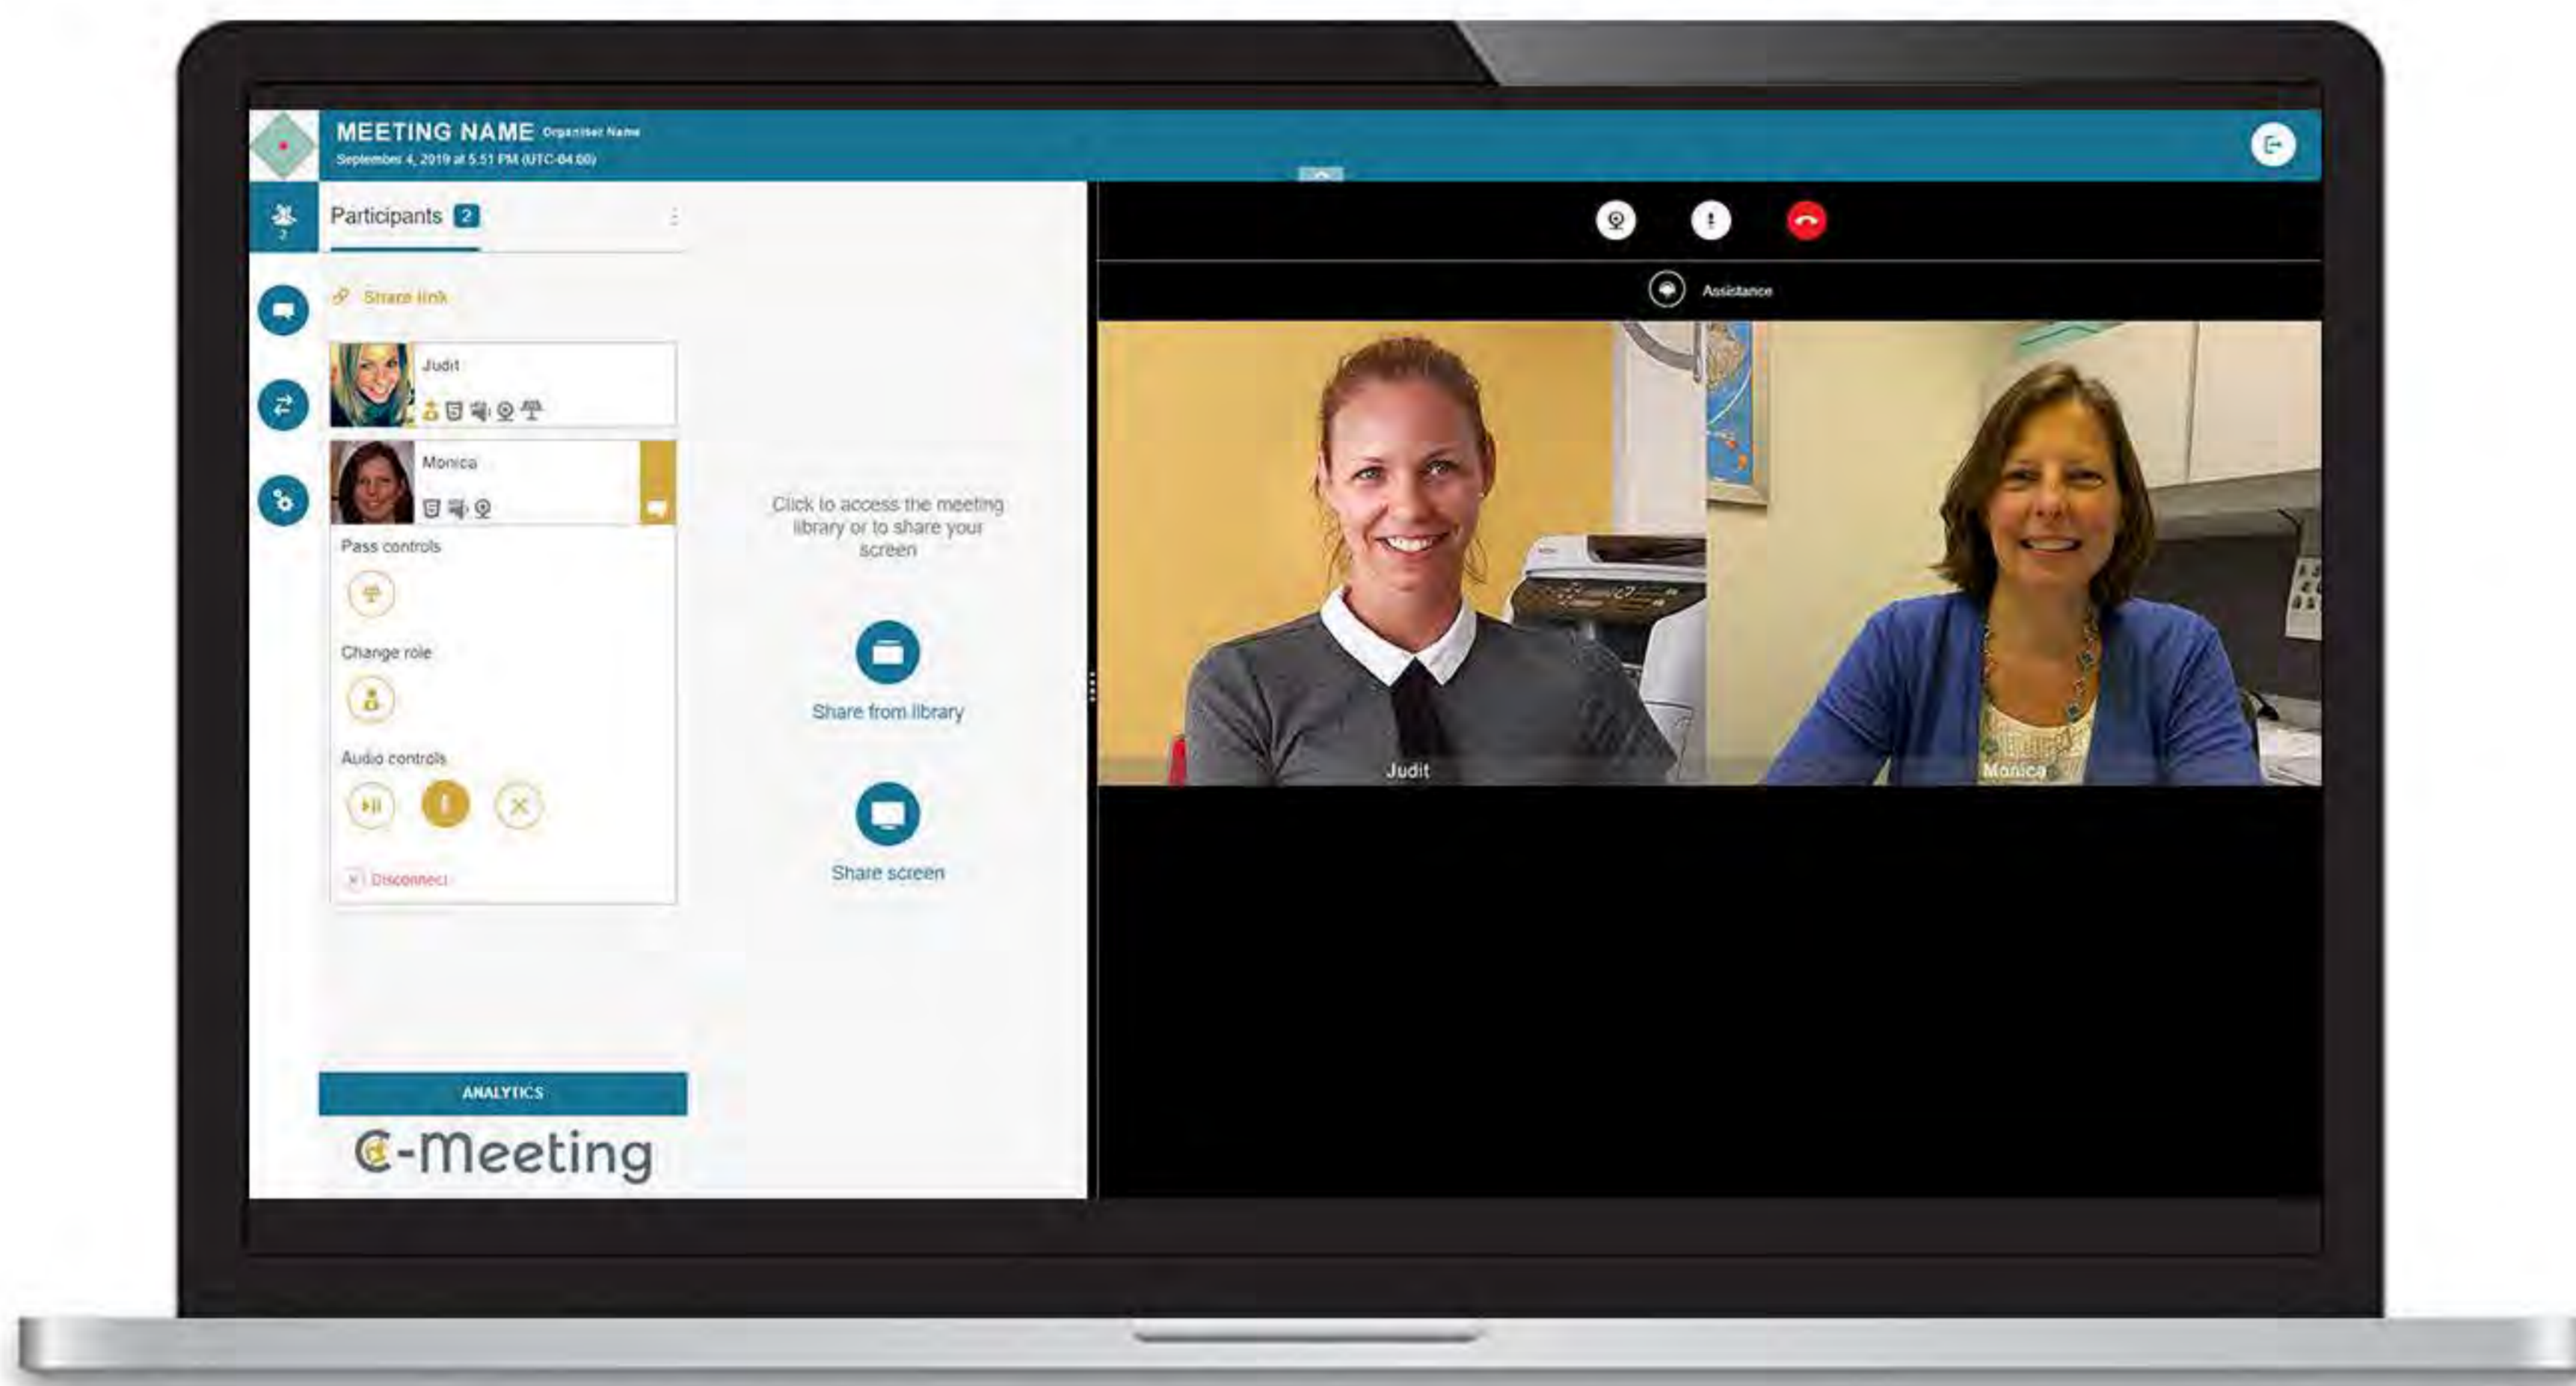 MEETING NAME Organiser Name
September 4, 2019 at 5.51 PM (UTC-04:00)
2
Participants 2
Share link
Judit
Monica
Pass controls
Change role
Audio controls
Disconnect
Click to access the meeting
library or to share your
screen
Share from library
Share screen
ANALYTICS
C-Meeting
Assistance
Judit
Monica